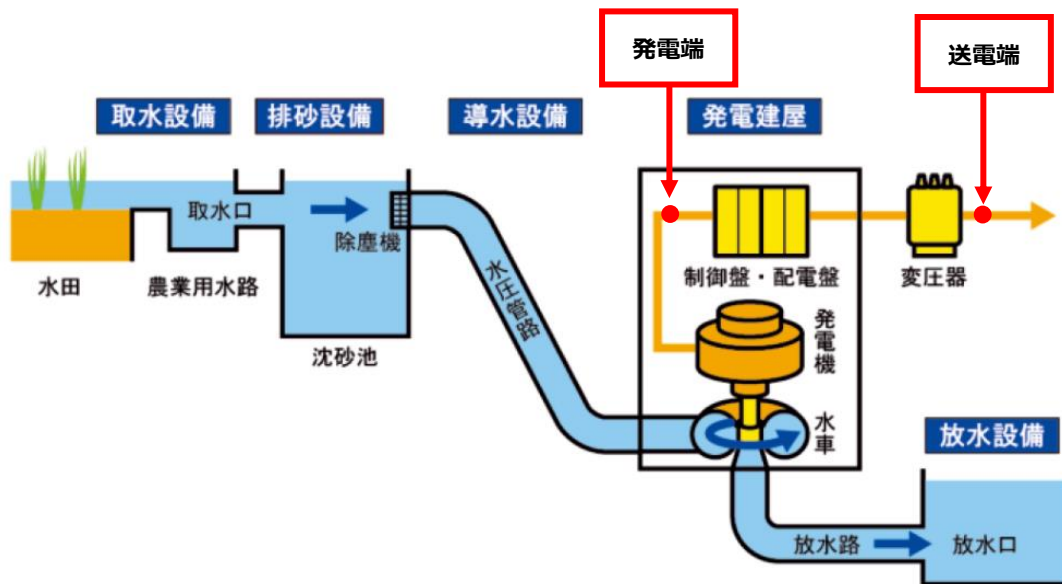 発電端
送電端
取水設備
排砂設備
導水設備
発電建屋
取水口
除塵機
水田
農業用水路
沈砂池
水圧管路
制御盤・配電盤
変圧器
発電機
水車
放水設備
放水路
放水口